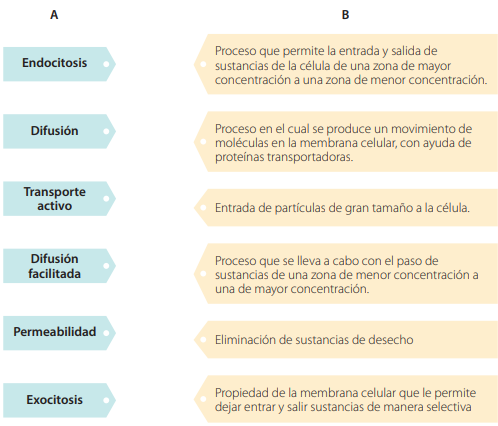 A
B
Endocitosis
Proceso que permite la entrada y salida de
sustancias de la célula de una zona de mayor
concentración a una zona de menor concentración.
Difusión
Proceso en el cual se produce un movimiento de
moléculas en la membrana celular, con ayuda de
proteínas transportadoras.
Transporte
activo
Entrada de partículas de gran tamaño a la célula.
Difusión
facilitada
Proceso que se lleva a cabo con el paso de
sustancias de una zona de menor concentración a
una de mayor concentración.
Permeabilidad
Eliminación de sustancias de desecho
Exocitosis
Propiedad de la membrana celular que le permite
dejar entrar y salir sustancias de manera selectiva